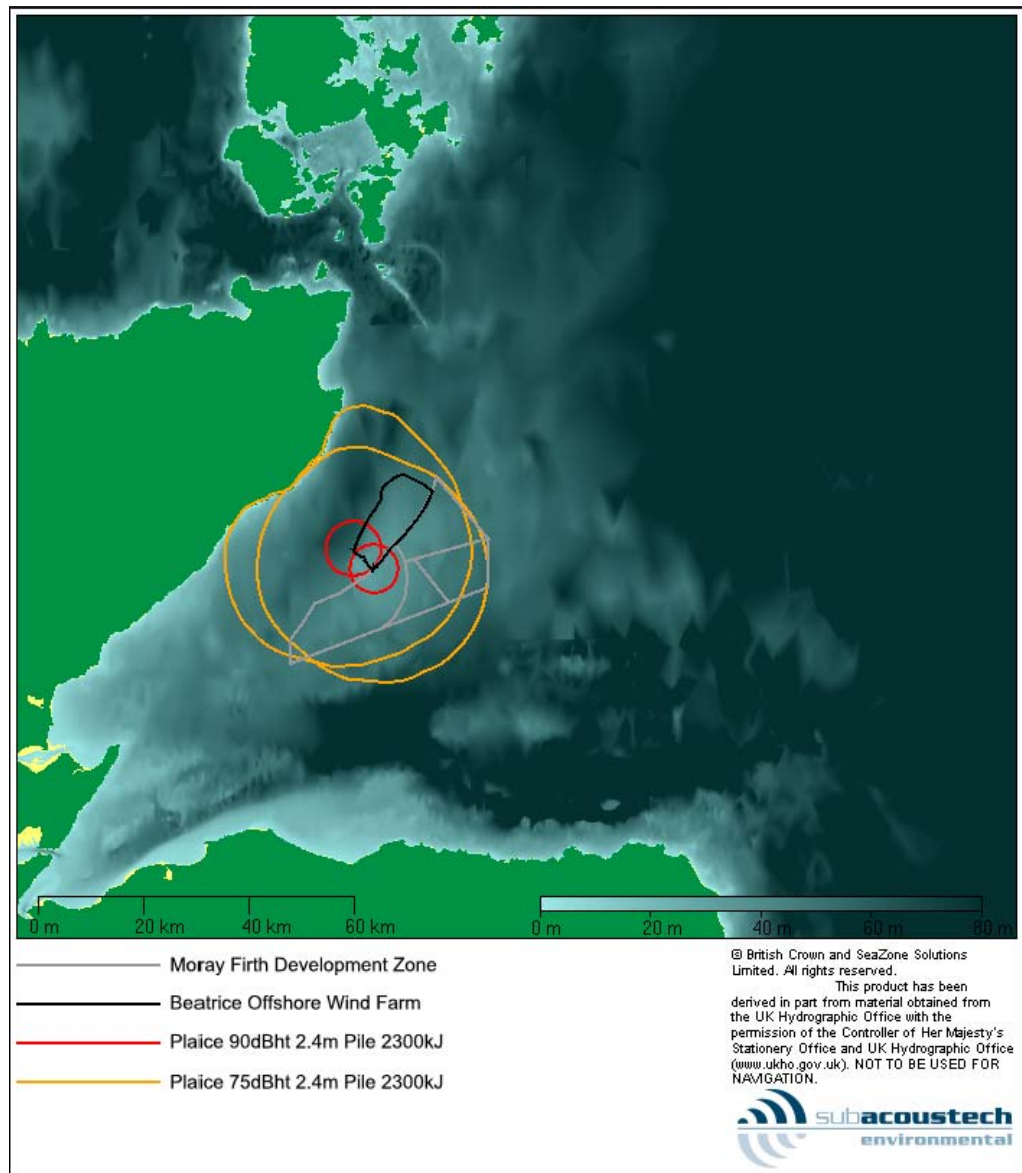 0 m 20 km 40 km 60 km
0 m 20 m 40 m 60 m 80 m
Moray Firth Development Zone
Beatrice Offshore Wind Farm
Plaice 90dBht 2.4m Pile 2300kJ
Plaice 75dBht 2.4m Pile 2300kJ
© British Crown and SeaZone Solutions
Limited. All rights reserved.
This product has been
derived in part from material obtained from
the UK Hydrographic Office with the
permission of the Controller of Her Majesty's
Stationery Office and UK Hydrographic Office
(www.ukho.gov.uk). NOT TO BE USED FOR
NAVIGATION.
subacoustech
environmental